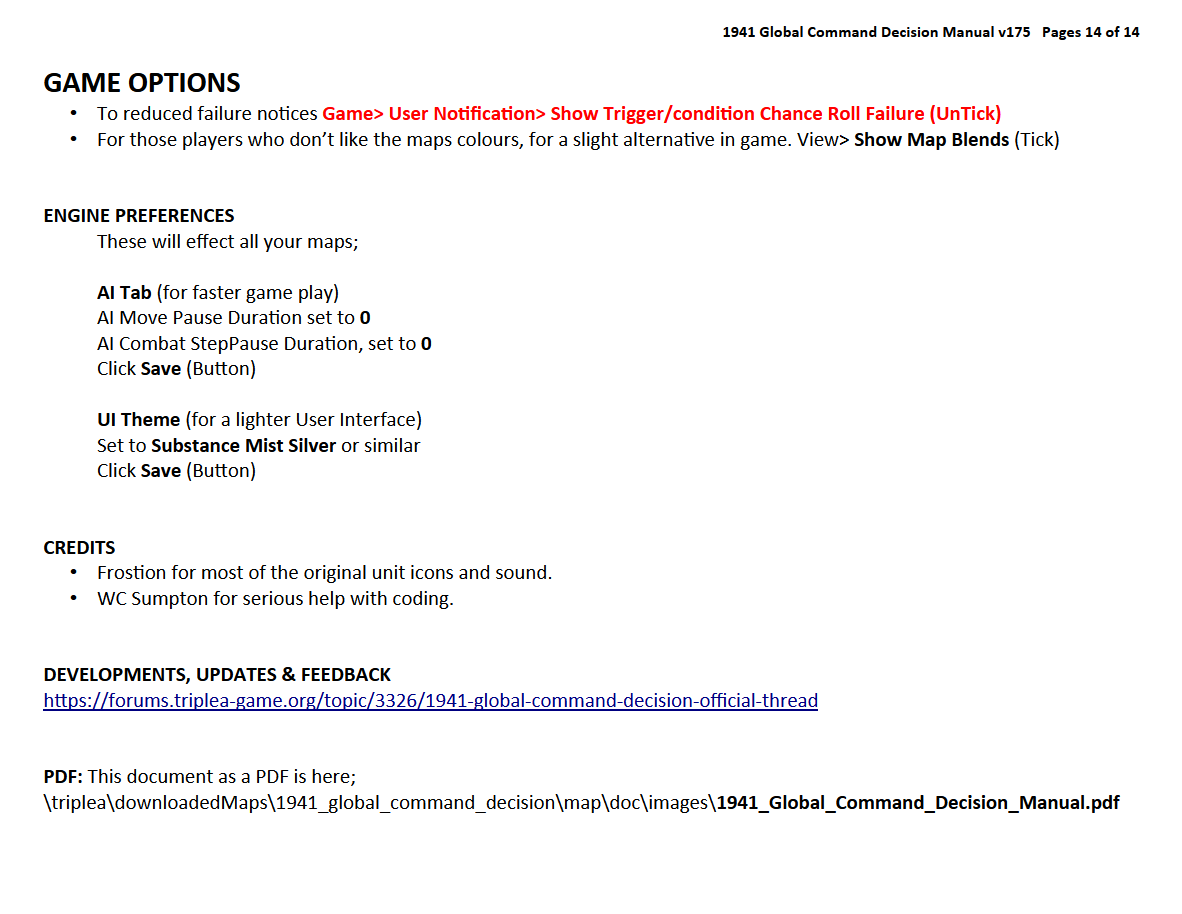 1941 Global Command Decision Manual v175 Pages 14 of 14
GAME OPTIONS
• To reduced failure notices Game> User Notification> Show Trigger/condition Chance Roll Failure (UnTick)
• For those players who don’t like the maps colours, for a slight alternative in game. View> Show Map Blends (Tick)
ENGINE PREFERENCES
These will effect all your maps;
AI Tab (for faster game play)
AI Move Pause Duration set to 0
AI Combat StepPause Duration, set to 0
Click Save (Button)
UI Theme (for a lighter User Interface)
Set to Substance Mist Silver or similar
Click Save (Button)
CREDITS
• Frostion for most of the original unit icons and sound.
• WC Sumpton for serious help with coding.
DEVELOPMENTS, UPDATES & FEEDBACK
https://forums.triplea-game.org/topic/3326/1941-global-command-decision-official-thread
PDF: This document as a PDF is here;
\triplea\downloadedMaps\1941_global_command_decision\map\doc\images\1941_Global_Command_Decision_Manual.pdf